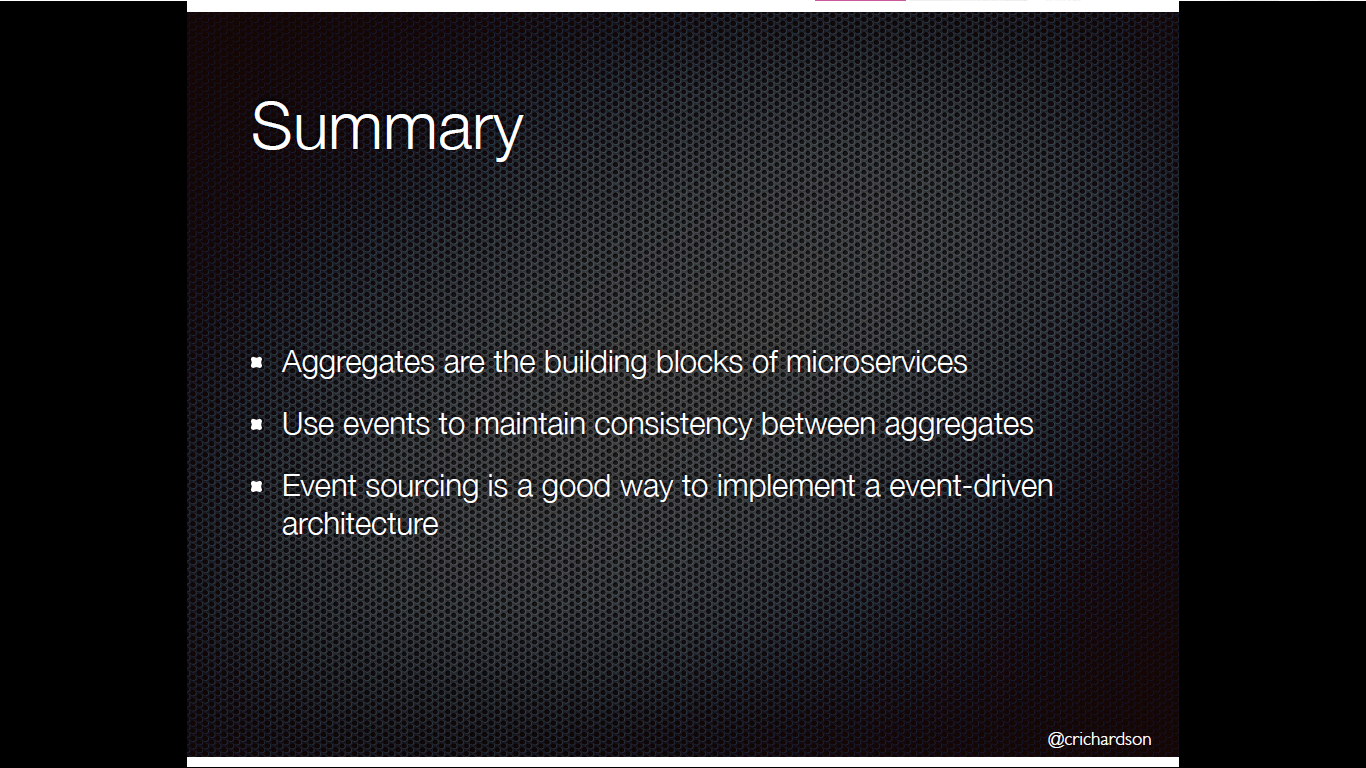 Summary
Aggregates are the building blocks of microservices
Use events to maintain consistency between aggregates
Event sourcing is a good way to implement a event-driven
architecture
@crichardson